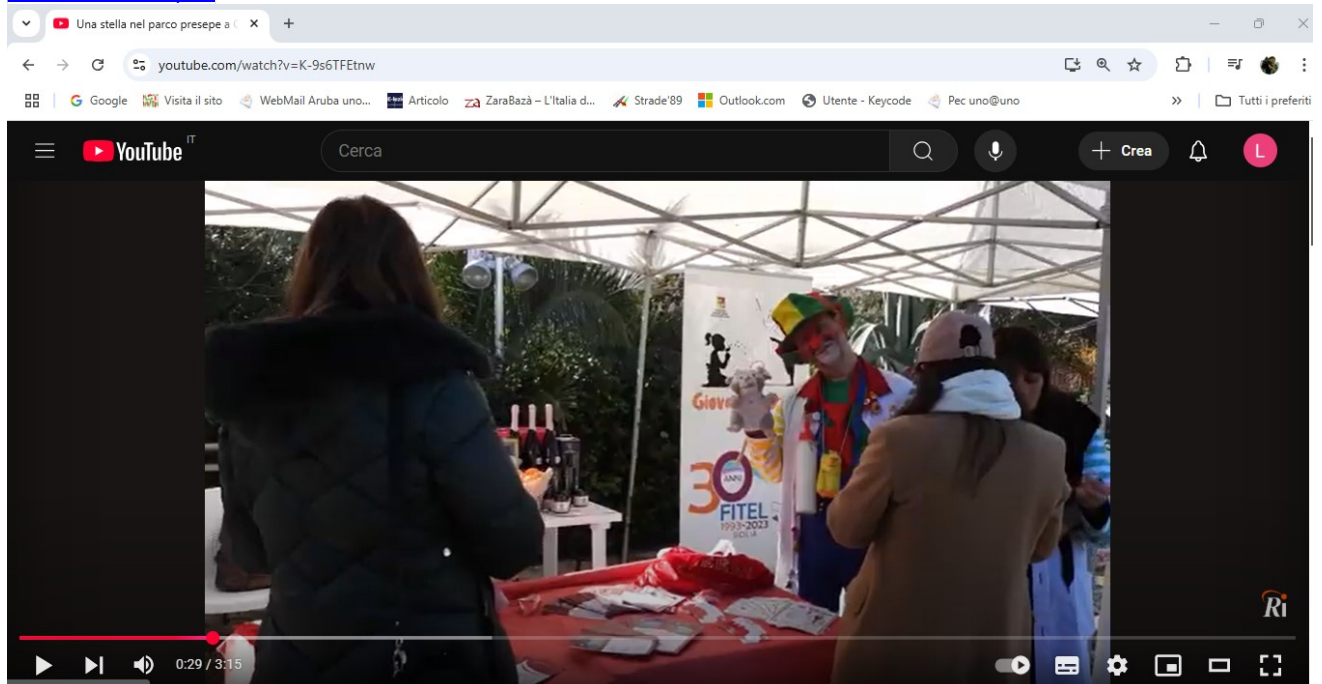 Una stella nel parco presepe a
youtube.com/watch?v=K-9s6TFEtnw
Google Visita il sito WebMail Aruba uno... Articolo ZaraBazà – L'Italia d... Strade'89 Outlook.com Utente - Keycode Pec uno@uno » Tutti i preferiti
YouTube IT Cerca Crea L
30
ANNI
FITEL
1993-2023
SICILIA
Ri
0:29 / 3:15